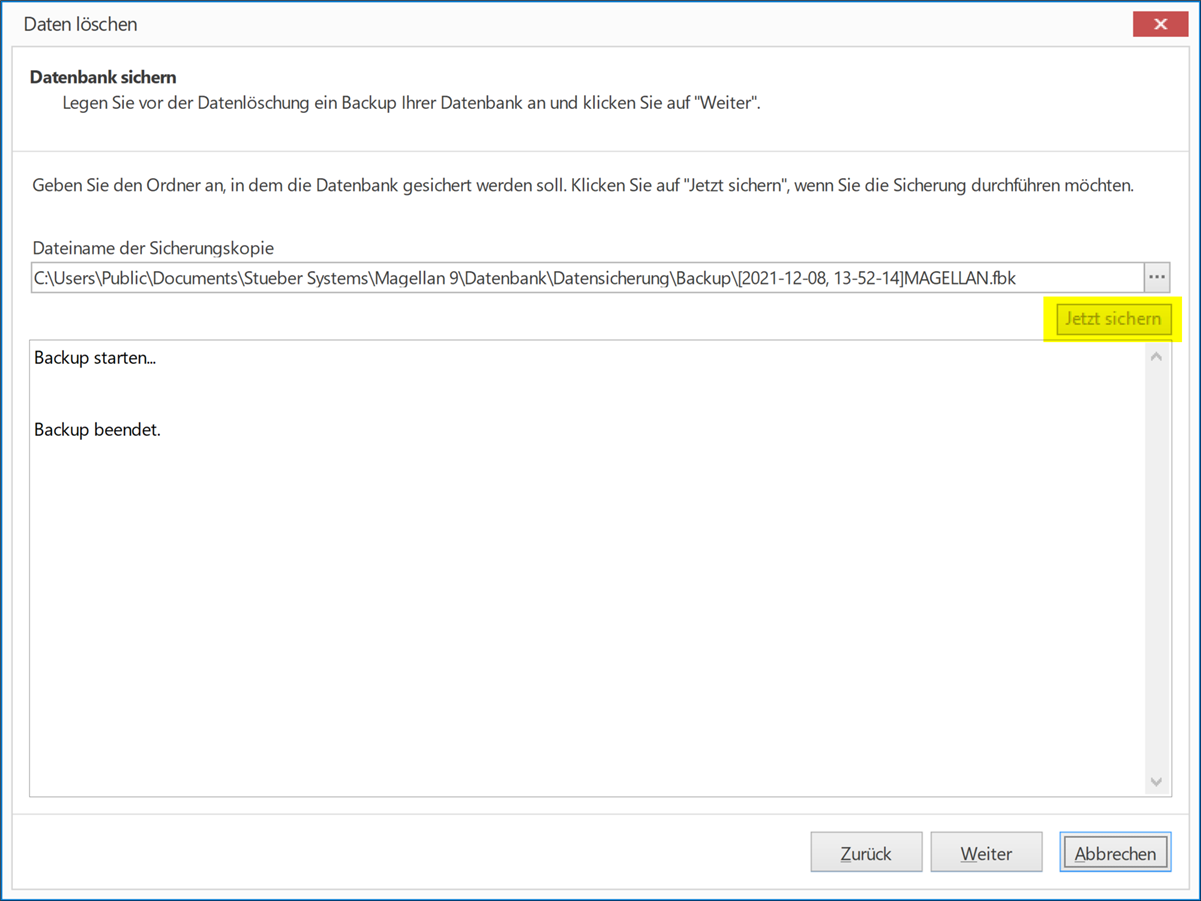 Daten löschen
Datenbank sichern
Legen Sie vor der Datenlöschung ein Backup Ihrer Datenbank an und klicken Sie auf "Weiter".
Geben Sie den Ordner an, in dem die Datenbank gesichert werden soll. Klicken Sie auf "Jetzt sichern", wenn Sie die Sicherung durchführen möchten.
Dateiname der Sicherungskopie
C:\Users\Public\Documents\Stueber Systems\Magellan 9\Datenbank\Datensicherung\Backup\[2021-12-08, 13-52-14]MAGELLAN.fbk
Jetzt sichern
Backup starten...
Backup beendet.
Zurück Weiter Abbrechen